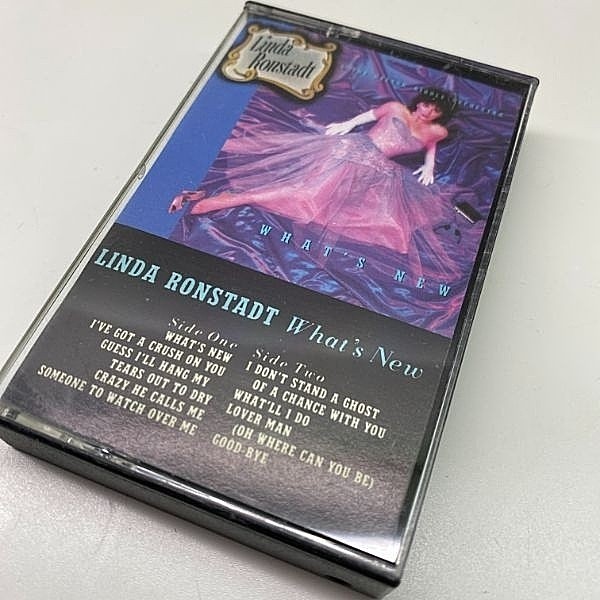 Linda
Ronstadt
WHAT'S NEW
LINDA RONSTADT What's New
Side One
WHAT'S NEW
I'VE GOT A CRUSH ON YOU
GUESS I'LL HANG MY
TEARS OUT TO DRY
CRAZY HE CALLS ME
SOMEONE TO WATCH OVER ME
Side Two
I DON'T STAND A GHOST
OF A CHANCE WITH YOU
WHAT'LL I DO
LOVER MAN
(OH WHERE CAN YOU BE)
GOOD-BYE